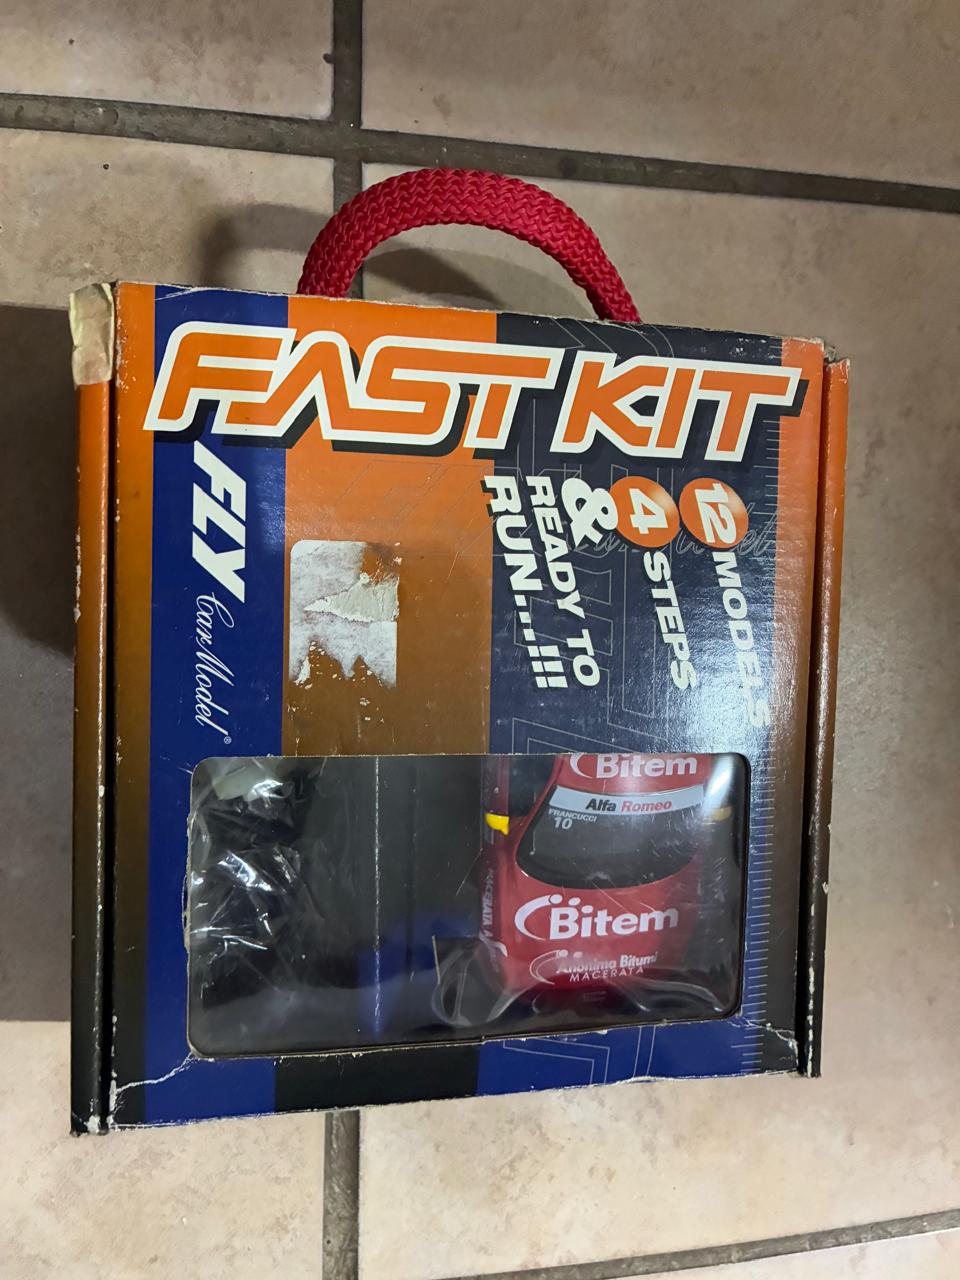 FAST KIT
FLY
Car Model®
12 MODELS
4 STEPS
&
READY TO
RUN...!!!
Bitem
Alfa Romeo
FRANCUCCI
10
MACERATA
Bitem
Anonima Bitumi
MACERATA